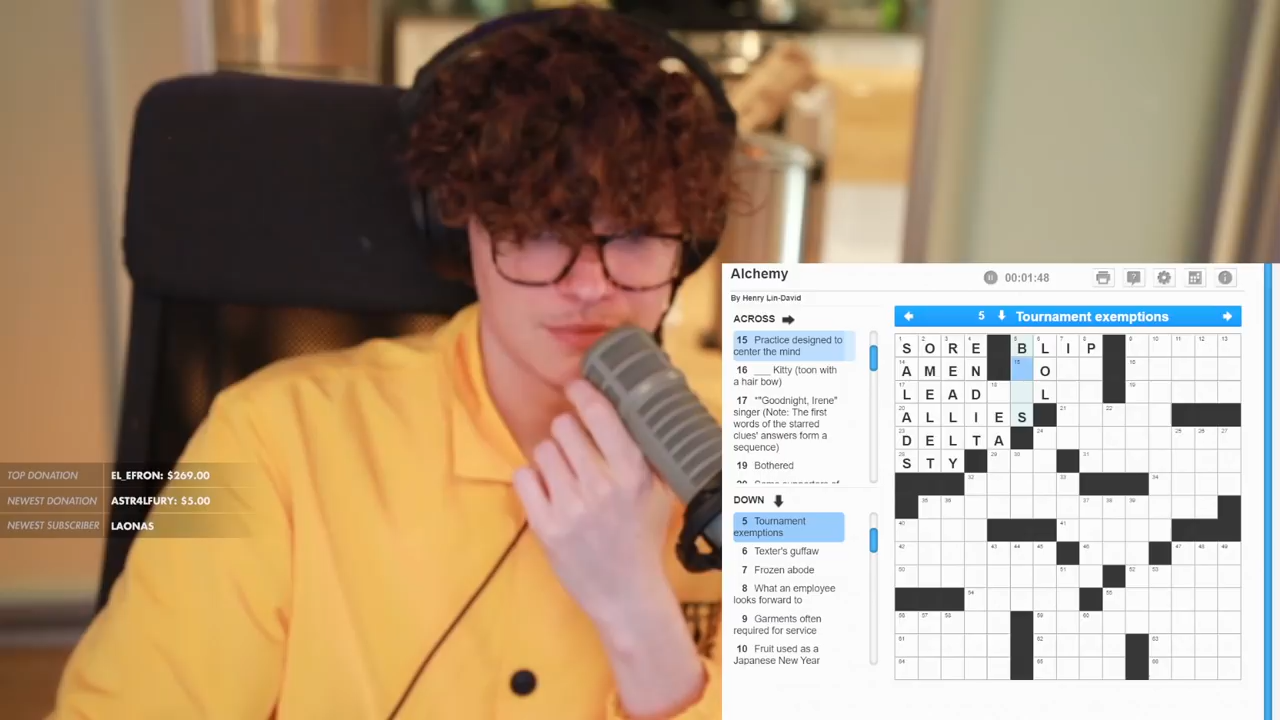 TOP DONATION EL_EFRON: $269.00
NEWEST DONATION ASTR4LFURY: $5.00
NEWEST SUBSCRIBER LAONAS
Alchemy
00:01:48
By Henry Lin-David
ACROSS
15 Practice designed to
center the mind
16 ___ Kitty (toon with
a hair bow)
17 *"Goodnight, Irene"
singer (Note: The first
words of the starred
clues' answers form a
sequence)
19 Bothered
DOWN
5 Tournament
exemptions
6 Texter's guffaw
7 Frozen abode
8 What an employee
looks forward to
9 Garments often
required for service
10 Fruit used as a
Japanese New Year
5 Tournament exemptions
S O R E B L I P
A M E N O
L E A D L
A L L I E S
D E L T A
S T Y